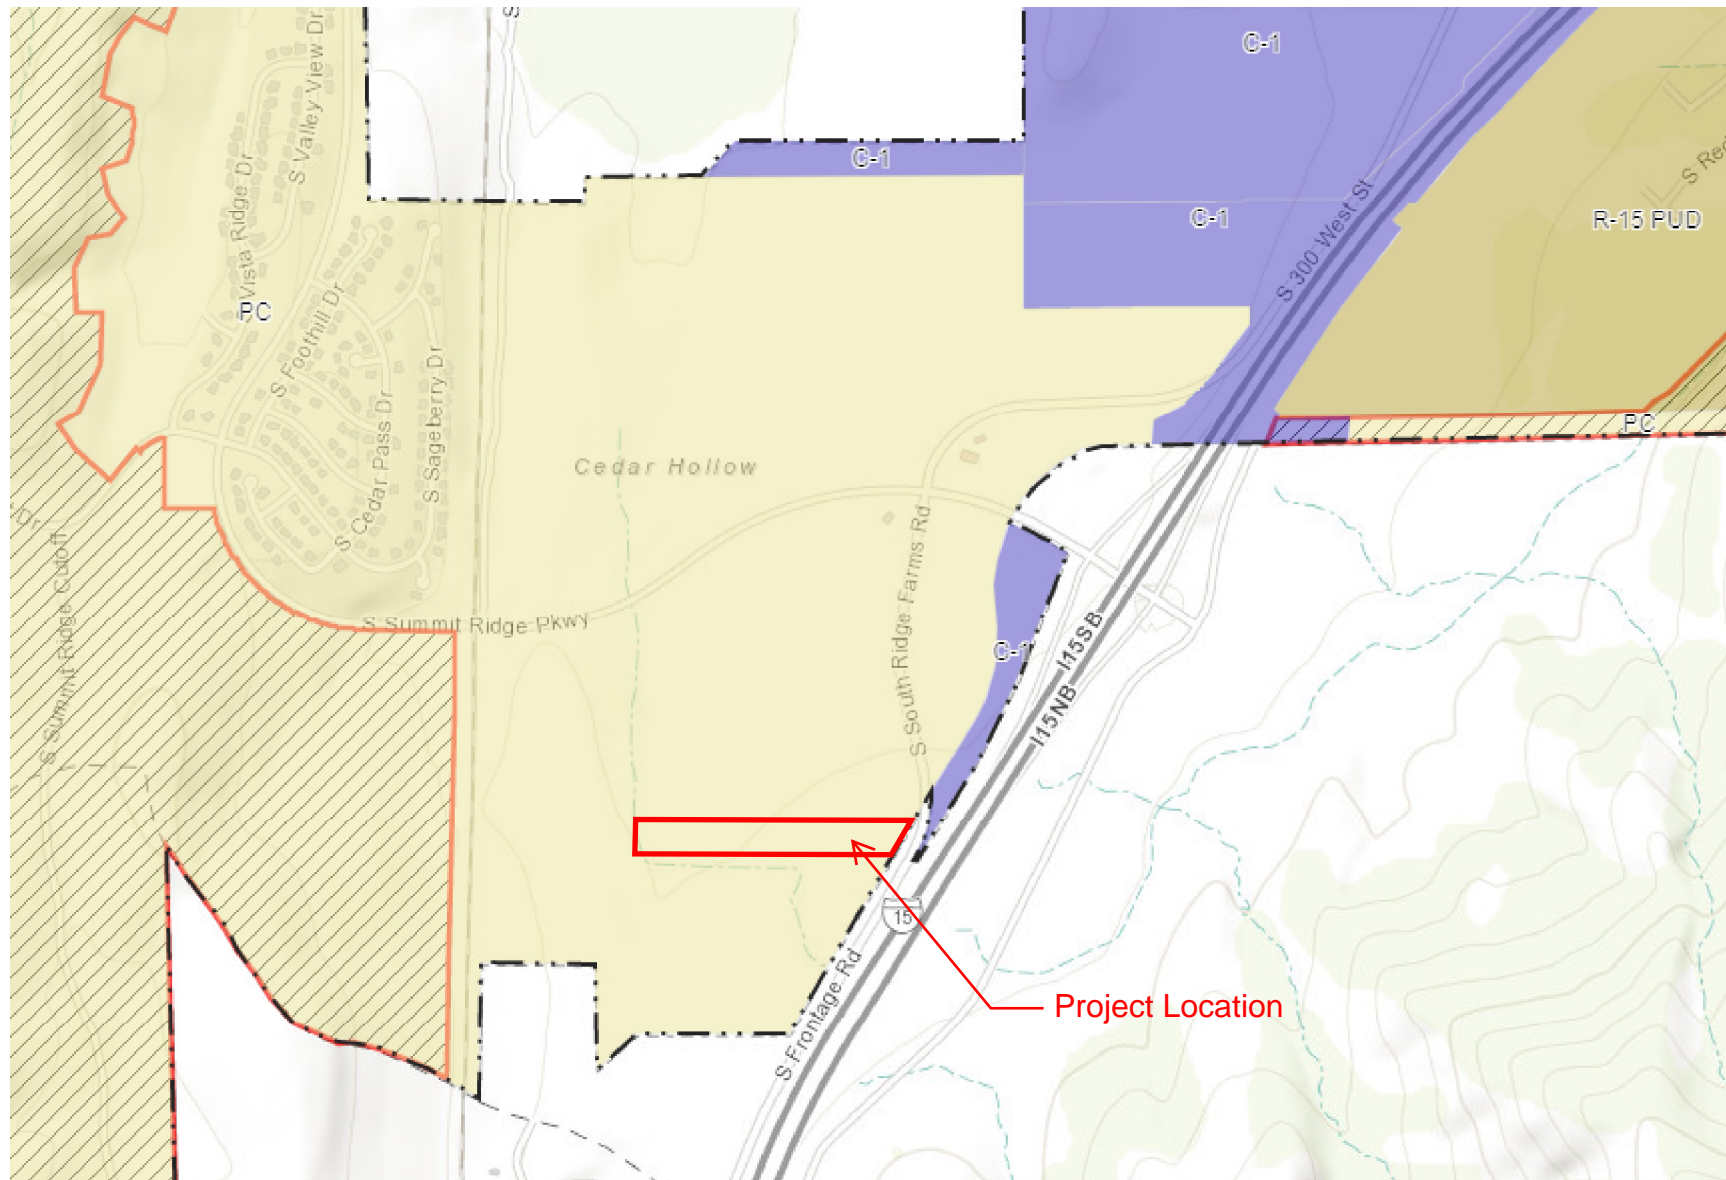 S
C-1
S Valley View Dr
C-1
S Rec
C-1
R-15 PUD
S Vista Ridge Dr
S 300 West St
PC
S Foothill Dr
S Sageberry Dr
S Cedar Pass Dr
PC
Cedar Hollow
Dr
S Summit Ridge Cutoff
S South Ridge Farms Rd
S Summit Ridge Pkwy
C-1
I15SB
I15NB
15
S Frontage Rd
Project Location